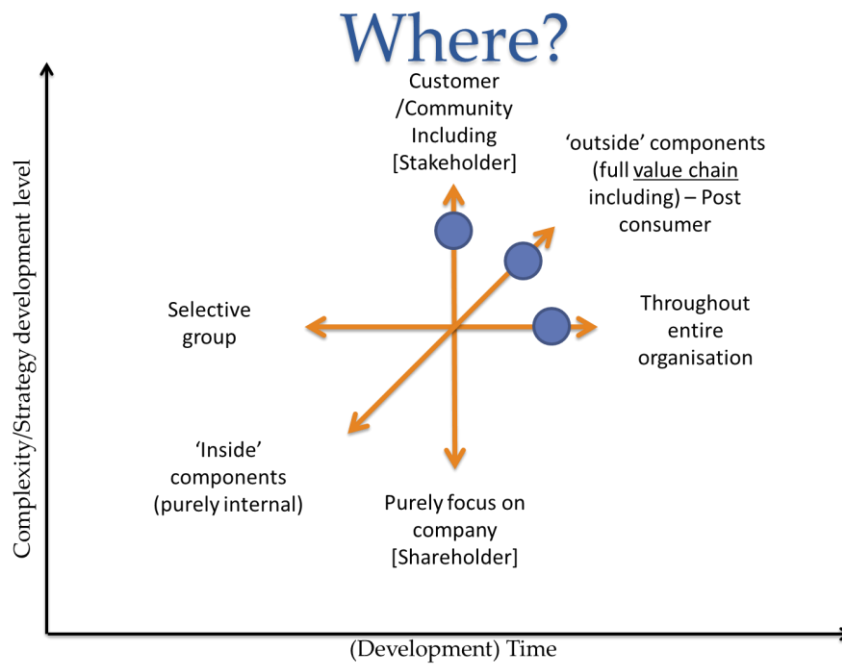 Where?
Customer
/Community
Including
[Stakeholder]
‘outside’ components
(full value chain
including) – Post
consumer
Selective
group
Throughout
entire
organisation
‘Inside’
components
(purely internal)
Purely focus on
company
[Shareholder]
Complexity/Strategy development level
(Development) Time